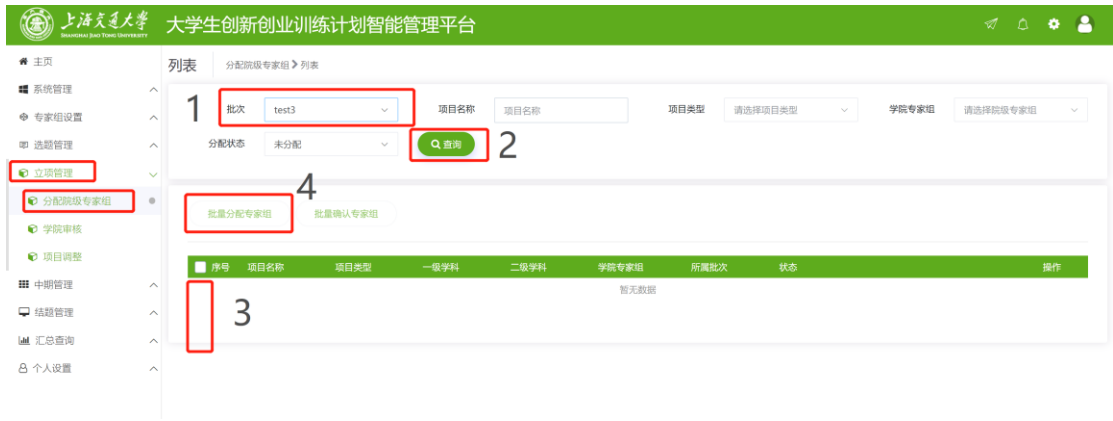 上海交通大学
SHANGHAI JIAO TONG UNIVERSITY
大学生创新创业训练计划智能管理平台
主页
系统管理
专家组设置
选题管理
立项管理
分配院级专家组
学院审核
项目调整
中期管理
结题管理
汇总查询
个人设置
列表 分配院级专家组 > 列表
1 批次 test3 项目名称 项目名称 项目类型 请选择项目类型 学院专家组 请选择院级专家组
分配状态 未分配 查询 2
4
批量分配专家组 批量确认专家组
序号 项目名称 项目类型 一级学科 二级学科 学院专家组 所属批次 状态 操作
暂无数据
3